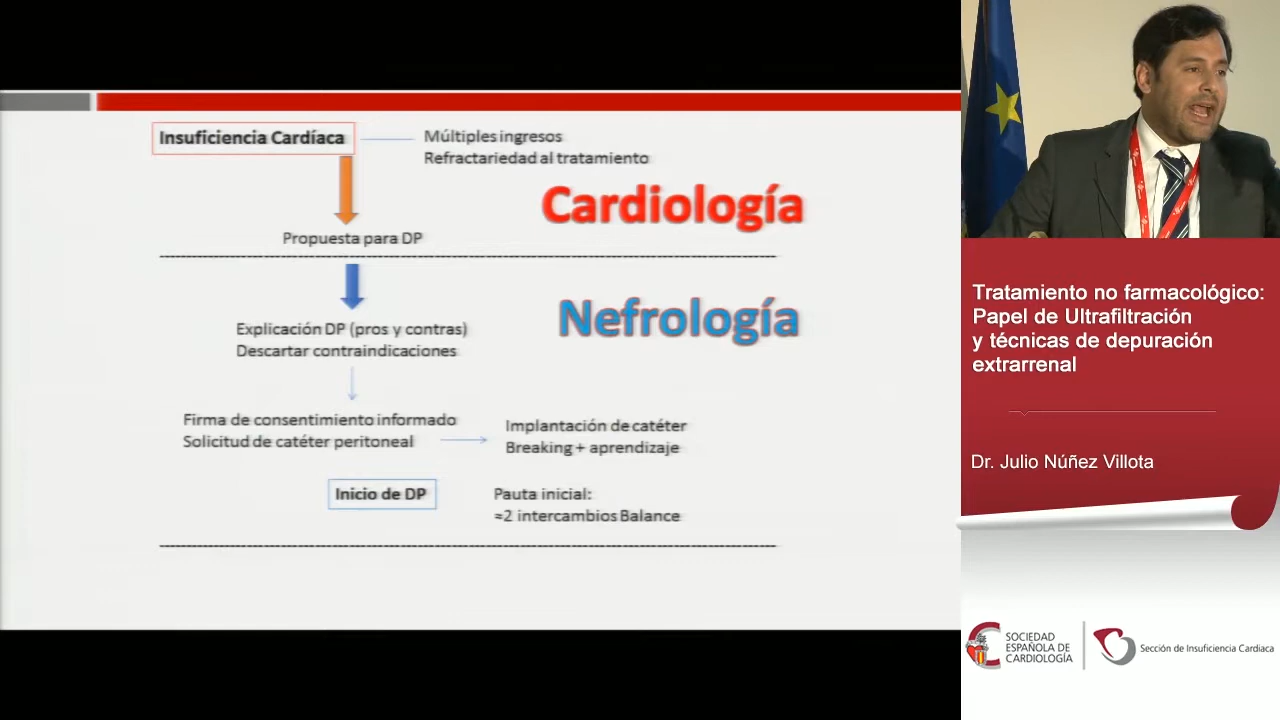 Insuficiencia Cardíaca
Múltiples ingresos
Refractariedad al tratamiento
Cardiología
Propuesta para DP
Nefrología
Explicación DP (pros y contras)
Descartar contraindicaciones
Firma de consentimiento informado
Solicitud de catéter peritoneal
Implantación de catéter
Breaking + aprendizaje
Inicio de DP
Pauta inicial:
≈2 intercambios Balance
Tratamiento no farmacológico:
Papel de Ultrafiltración
y técnicas de depuración
extrarrenal
Dr. Julio Núñez Villota
SOCIEDAD
ESPAÑOLA DE
CARDIOLOGÍA
Sección de Insuficiencia Cardiaca